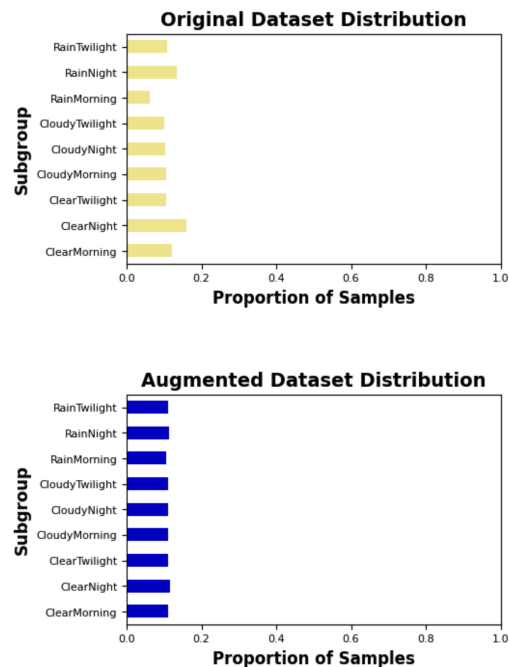 Original Dataset Distribution
RainTwilight
RainNight
RainMorning
CloudyTwilight
CloudyNight
CloudyMorning
ClearTwilight
ClearNight
ClearMorning
Subgroup
0.0 0.2 0.4 0.6 0.8 1.0
Proportion of Samples
Augmented Dataset Distribution
RainTwilight
RainNight
RainMorning
CloudyTwilight
CloudyNight
CloudyMorning
ClearTwilight
ClearNight
ClearMorning
Subgroup
0.0 0.2 0.4 0.6 0.8 1.0
Proportion of Samples